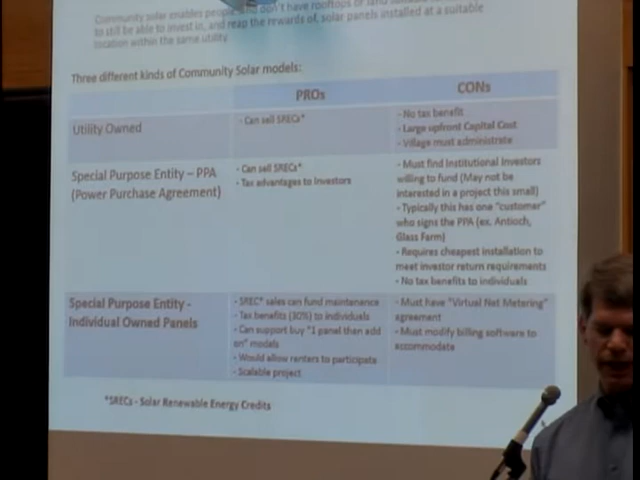 Community solar enables people who don't have rooftops or land
to still be able to invest in, and reap the rewards of, solar panels installed at a suitable
location within the same utility
Three different kinds of Community Solar models:
PROs
CONs
Utility Owned
- Can sell SRECs*
- No tax benefit
- Large upfront Capital Cost
- Village must administrate
Special Purpose Entity – PPA
(Power Purchase Agreement)
- Can sell SRECs*
- Tax advantages to Investors
- Must find Institutional Investors
willing to fund (May not be
interested in a project this small)
- Typically this has one "customer"
who signs the PPA (ex. Antioch,
Glass Farm)
- Requires cheapest installation to
meet investor return requirements
- No tax benefits to individuals
Special Purpose Entity -
Individual Owned Panels
- SREC* sales can fund maintenance
- Tax benefits (30%) to individuals
- Can support buy "1 panel then add
on" models
- Would allow renters to participate
- Scalable project
- Must have "Virtual Net Metering"
agreement
- Must modify billing software to
accommodate
*SRECs - Solar Renewable Energy Credits